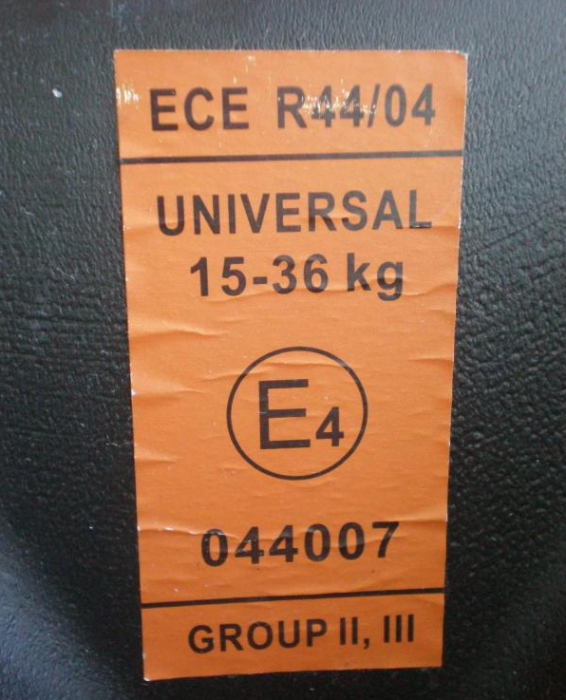 ECE R44/04
UNIVERSAL
15-36 kg
E4
044007
GROUP II, III